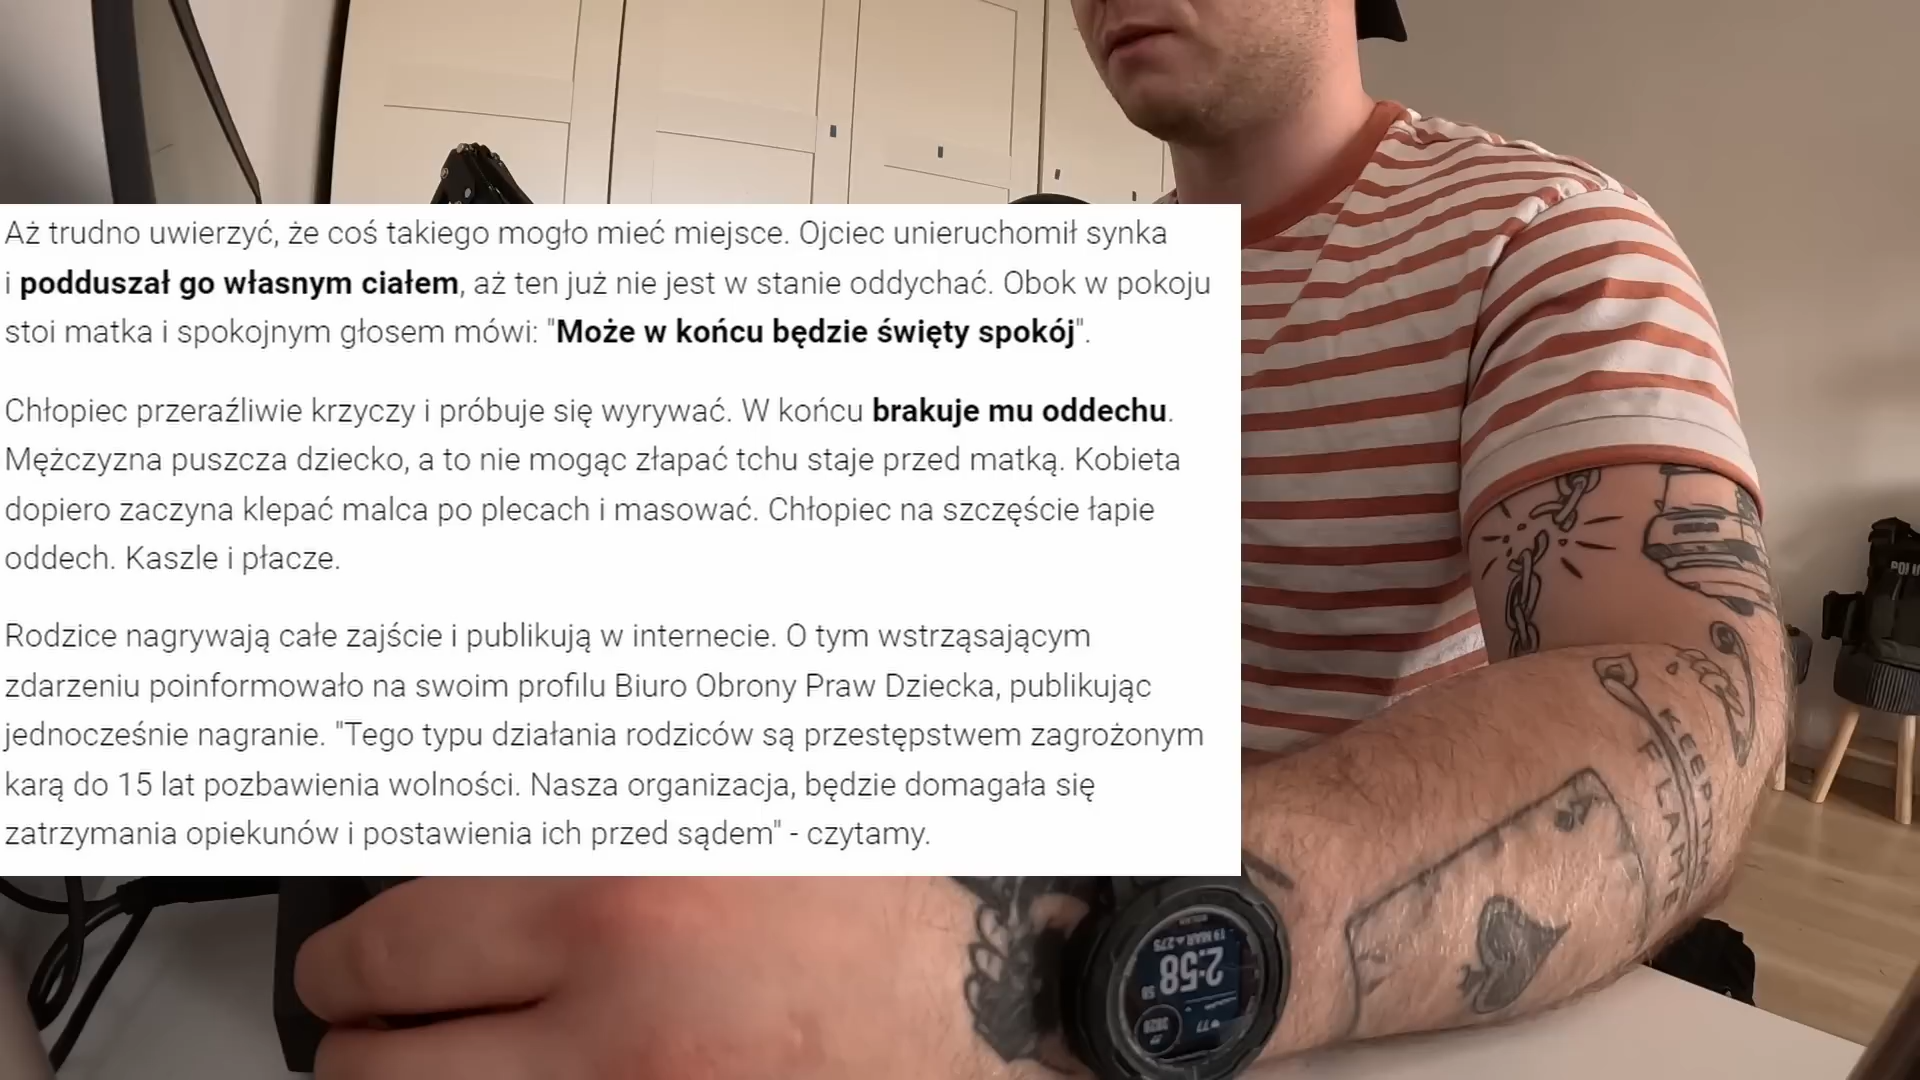 Aż trudno uwierzyć, że coś takiego mogło mieć miejsce. Ojciec unieruchomił synka
i podduszał go własnym ciałem, aż ten już nie jest w stanie oddychać. Obok w pokoju
stoi matka i spokojnym głosem mówi: "Może w końcu będzie święty spokój".
Chłopiec przeraźliwie krzyczy i próbuje się wyrywać. W końcu brakuje mu oddechu.
Mężczyzna puszcza dziecko, a to nie mogąc złapać tchu staje przed matką. Kobieta
dopiero zaczyna klepać malca po plecach i masować. Chłopiec na szczęście łapie
oddech. Kaszle i płacze.
Rodzice nagrywają całe zajście i publikują w internecie. O tym wstrząsającym
zdarzeniu poinformowało na swoim profilu Biuro Obrony Praw Dziecka, publikując
jednocześnie nagranie. "Tego typu działania rodziców są przestępstwem zagrożonym
karą do 15 lat pozbawienia wolności. Nasza organizacja, będzie domagała się
zatrzymania opiekunów i postawienia ich przed sądem" - czytamy.
KEEP THE
FLAME
19 MAR 275
2:58
58
77